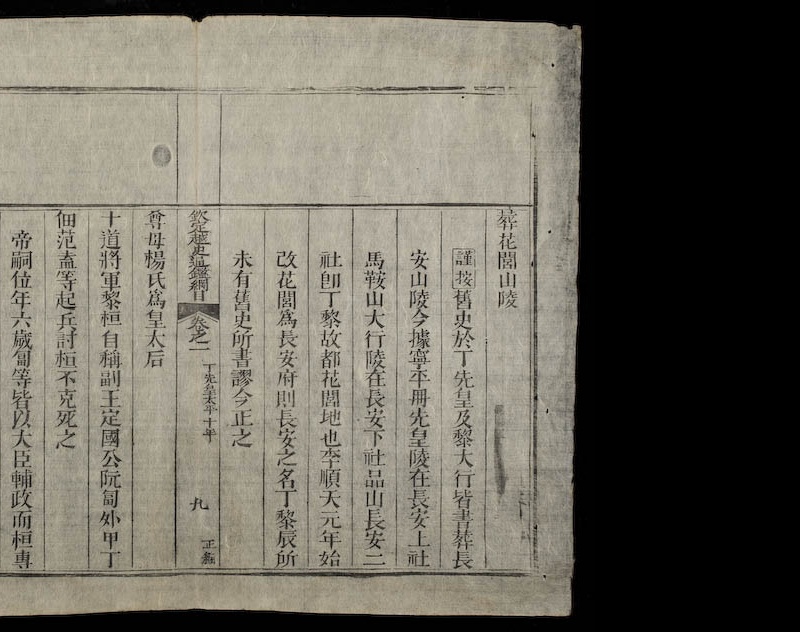 葬花閭山陵
謹按舊史於丁先皇及黎大行皆書葬長
安山陵今據寧平冊先皇陵在長安上社
馬鞍山大行陵在長安下社品山長安二
社卽丁黎故都花閭地也李順天元年始
改花閭爲長安府則長安之名丁黎辰所
未有舊史所書謬今正之
欽定越史通鑑綱目 卷之一 丁先皇太平十年 九 正編
尊母楊氏爲皇太后
十道將軍黎桓自稱副王定國公阮匐外甲丁
佃范盍等起兵討桓不克死之
帝嗣位年六歲匐等皆以大臣輔政而桓專